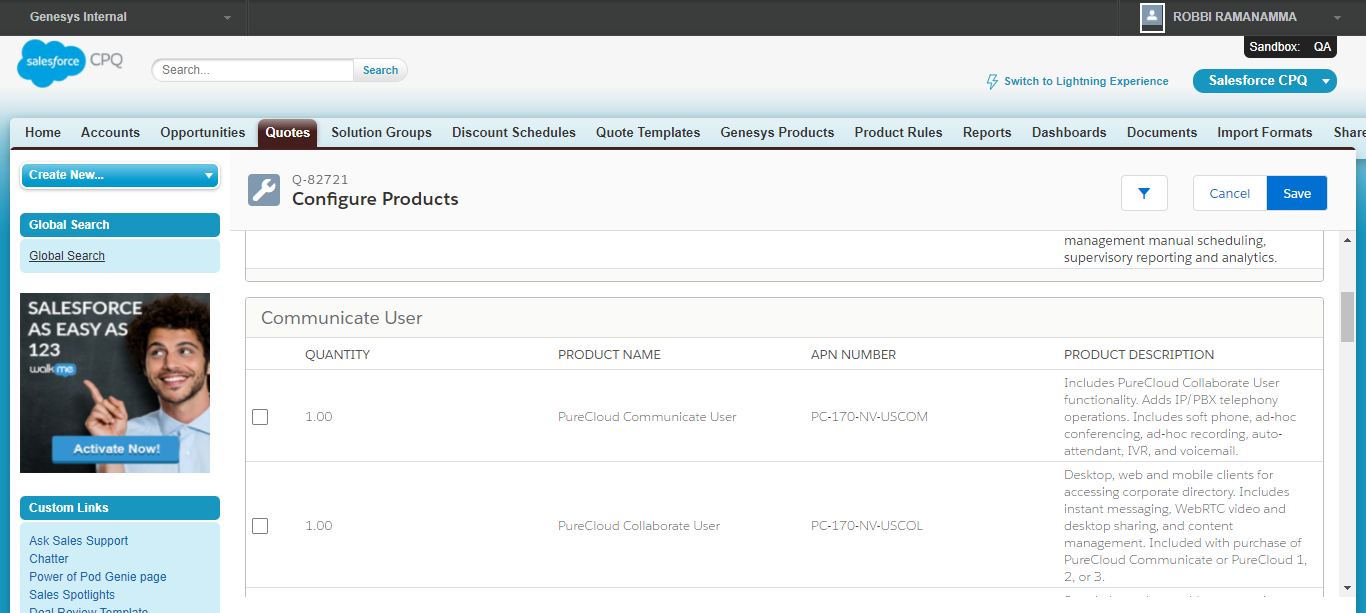 Genesys Internal
ROBBI RAMANAMMA
Sandbox: QA
salesforce CPQ
Search...
Search
Switch to Lightning Experience
Salesforce CPQ
Home Accounts Opportunities Quotes Solution Groups Discount Schedules Quote Templates Genesys Products Product Rules Reports Dashboards Documents Import Formats Share
Create New...
Global Search
Global Search
SALESFORCE
AS EASY AS
123
walkme
Activate Now!
Custom Links
Ask Sales Support
Chatter
Power of Pod Genie page
Sales Spotlights
Deal Review Template
Q-82721
Configure Products
Cancel
Save
management manual scheduling,
supervisory reporting and analytics.
Communicate User
QUANTITY PRODUCT NAME APN NUMBER PRODUCT DESCRIPTION
1.00 PureCloud Communicate User PC-170-NV-USCOM
Includes PureCloud Collaborate User
functionality. Adds IP/PBX telephony
operations. Includes soft phone, ad-hoc
conferencing, ad-hoc recording, auto-
attendant, IVR, and voicemail.
1.00 PureCloud Collaborate User PC-170-NV-USCOL
Desktop, web and mobile clients for
accessing corporate directory. Includes
instant messaging, WebRTC video and
desktop sharing, and content
management. Included with purchase of
PureCloud Communicate or PureCloud 1,
2, or 3.